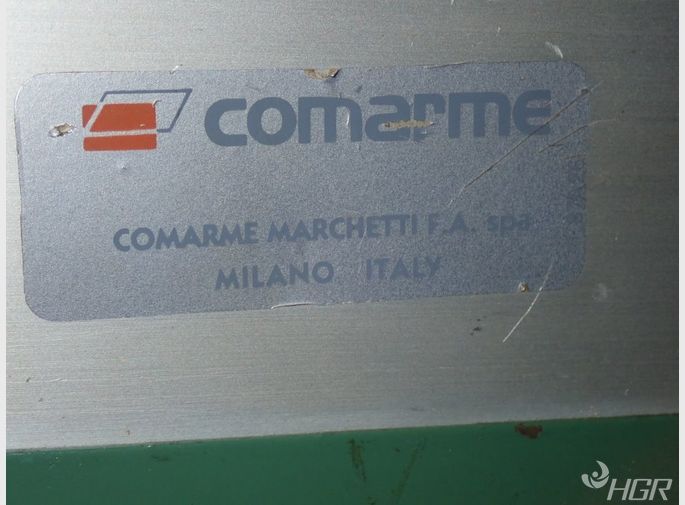 comarme
COMARME MARCHETTI F.A. spa
MILANO ITALY
HGR